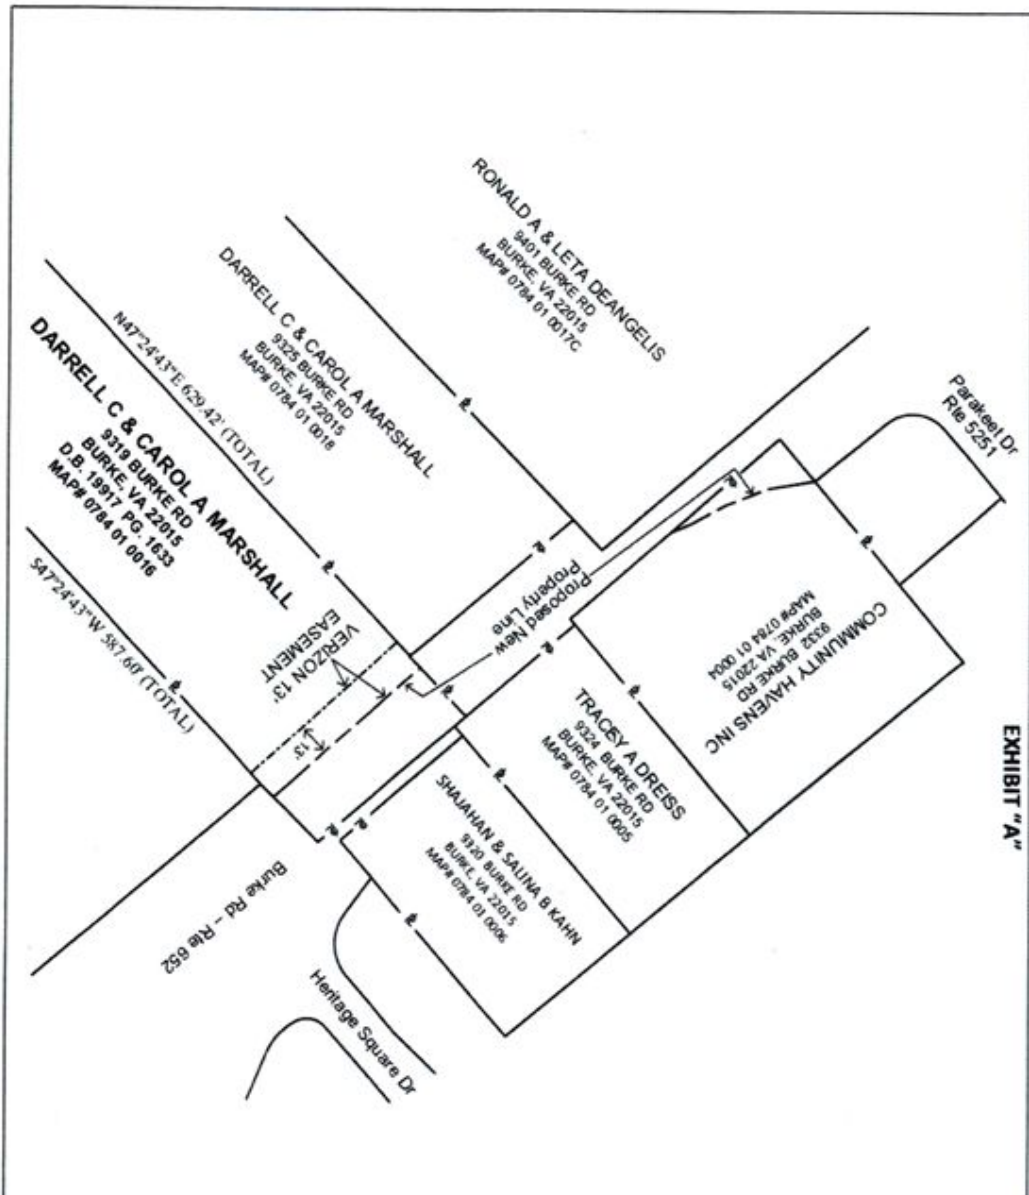 EXHIBIT "A"
Parakeet Dr
Rte 5251
COMMUNITY HAVENS INC
9332 BURKE RD
BURKE, VA 22015
MAP# 0784 01 0004
TRACEY A DREISS
9324 BURKE RD
BURKE, VA 22015
MAP# 0784 01 0005
SHAJAHAN & SALINA B KAHN
9320 BURKE RD
BURKE, VA 22015
MAP# 0784 01 0006
Heritage Square Dr
RONALD A & LETA DEANGELIS
9401 BURKE RD
BURKE, VA 22015
MAP# 0784 01 0017C
Proposed New
Property Line
Burke Rd - Rte 652
DARRELL C & CAROL A MARSHALL
9325 BURKE RD
BURKE, VA 22015
MAP# 0784 01 0018
VERIZON 13'
EASEMENT
13'
N47°24'43"E 629.42' (TOTAL)
DARRELL C & CAROL A MARSHALL
9319 BURKE RD
BURKE, VA 22015
D.B. 19917 PG. 1633
MAP# 0784 01 0016
S47°24'43"W 587.60' (TOTAL)